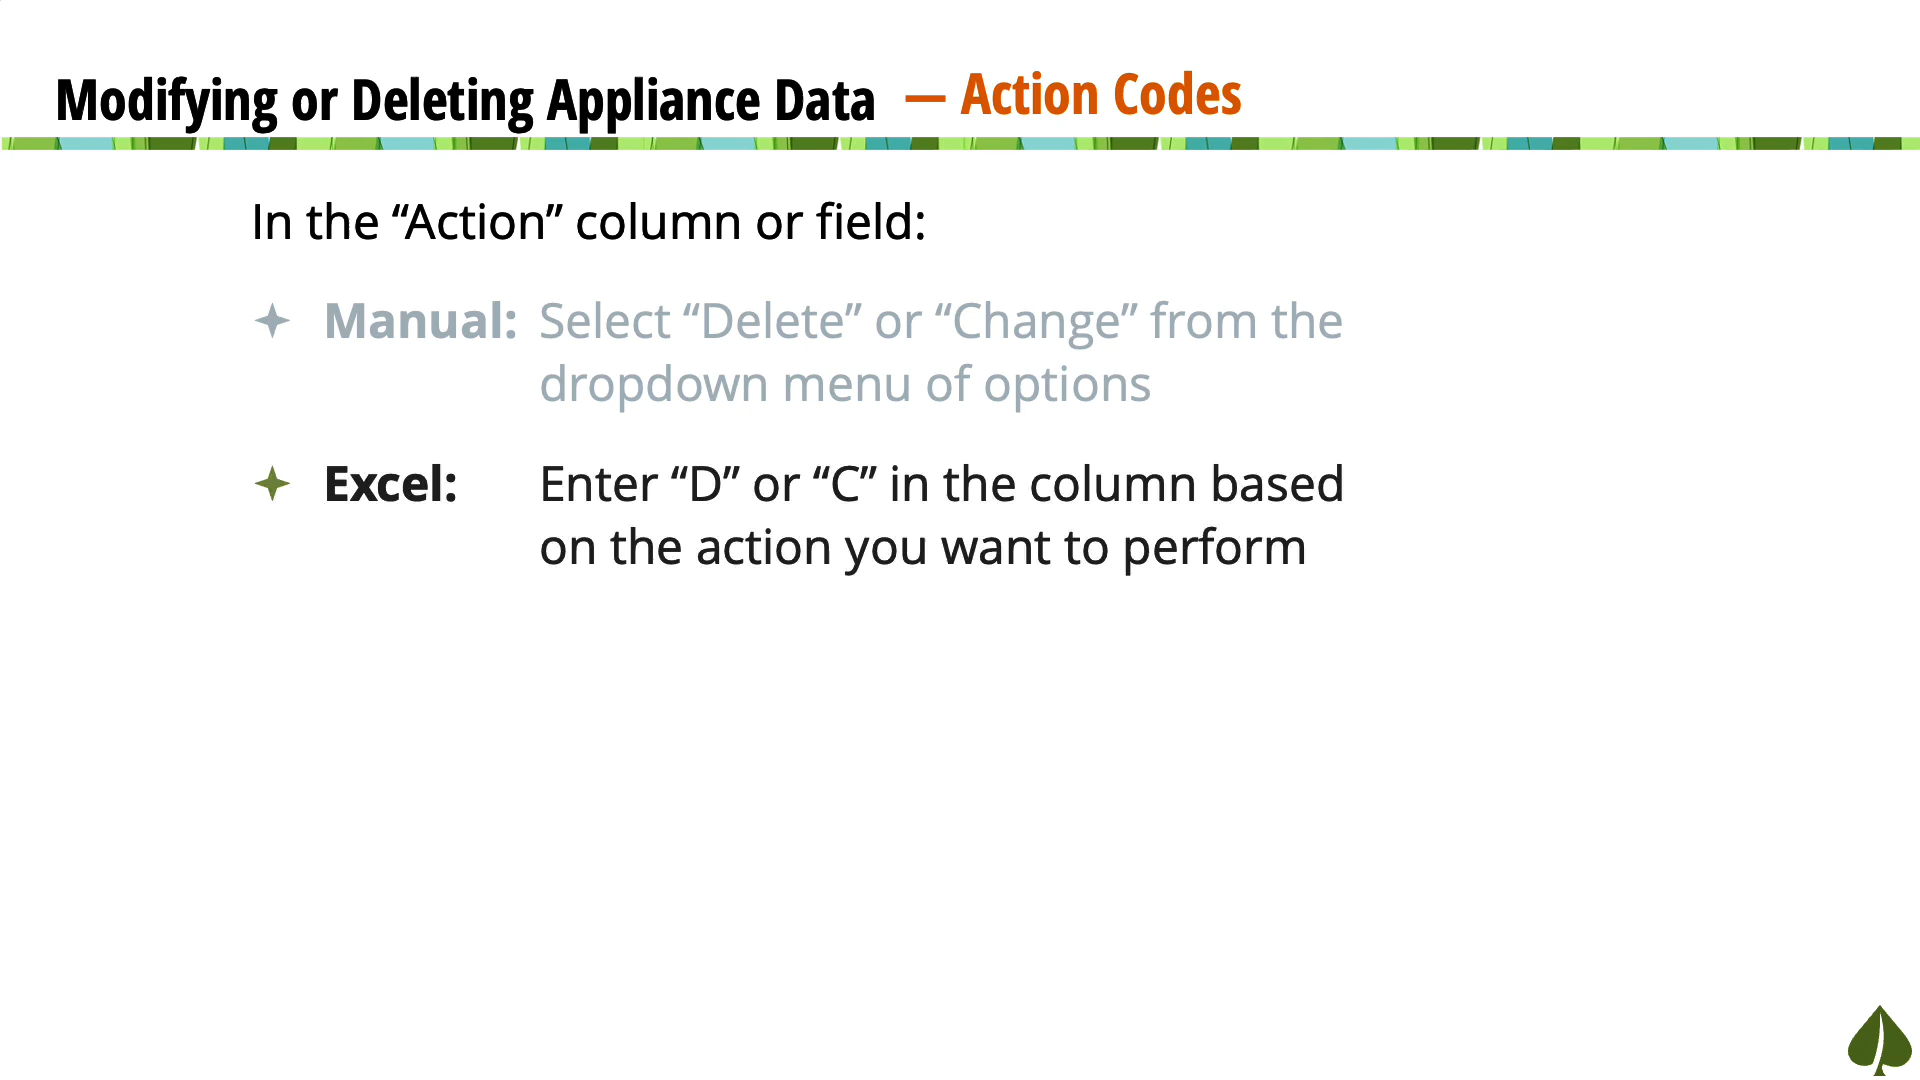 Modifying or Deleting Appliance Data — Action Codes
In the “Action” column or field:
Manual: Select “Delete” or “Change” from the
dropdown menu of options
Excel: Enter “D” or “C” in the column based
on the action you want to perform